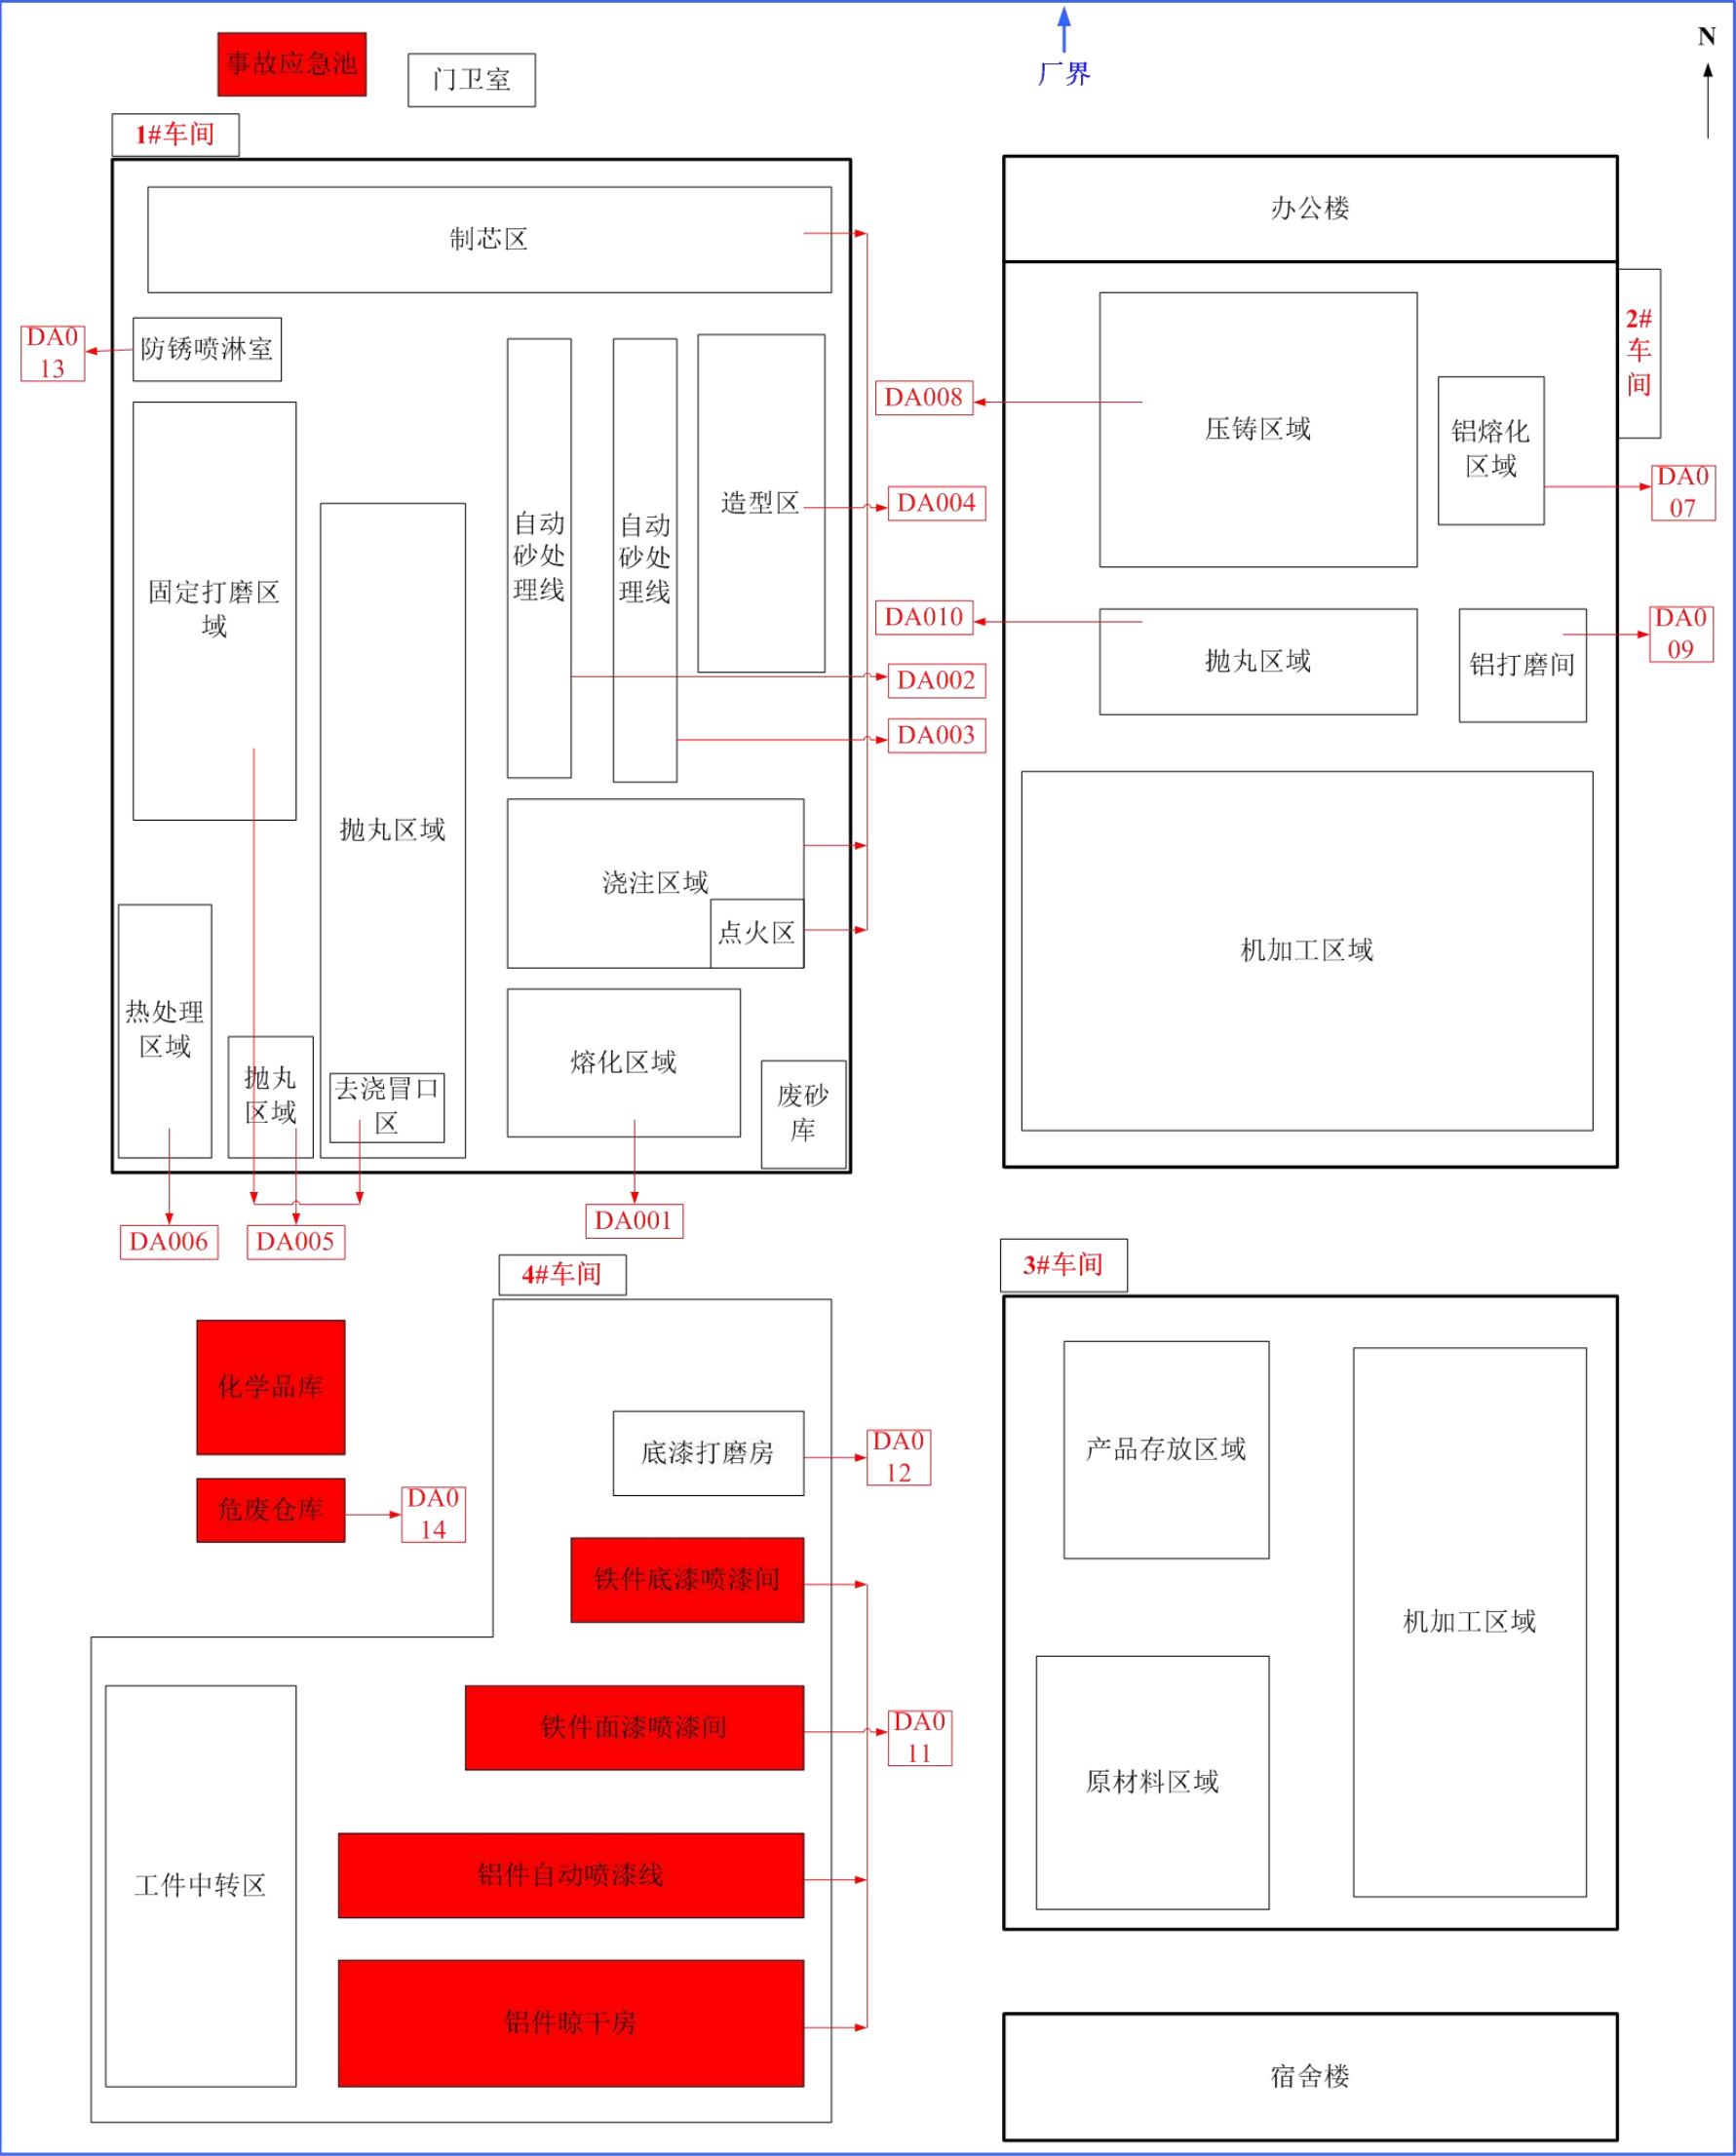 事故应急池
门卫室
厂界
N
1#车间
制芯区
防锈喷淋室
DA0
13
固定打磨区
域
抛丸区域
自动
砂处
理线
自动
砂处
理线
造型区
DA004
DA002
DA003
浇注区域
点火区
热处理
区域
抛丸
区域
去浇冒口
区
熔化区域
废砂
库
DA006
DA005
DA001
办公楼
2#
车
间
DA008
压铸区域
铝熔化
区域
DA0
07
DA010
抛丸区域
铝打磨间
DA0
09
机加工区域
4#车间
化学品库
危废仓库
DA0
14
底漆打磨房
DA0
12
铁件底漆喷漆间
铁件面漆喷漆间
DA0
11
铝件自动喷漆线
铝件晾干房
工件中转区
3#车间
产品存放区域
机加工区域
原材料区域
宿舍楼